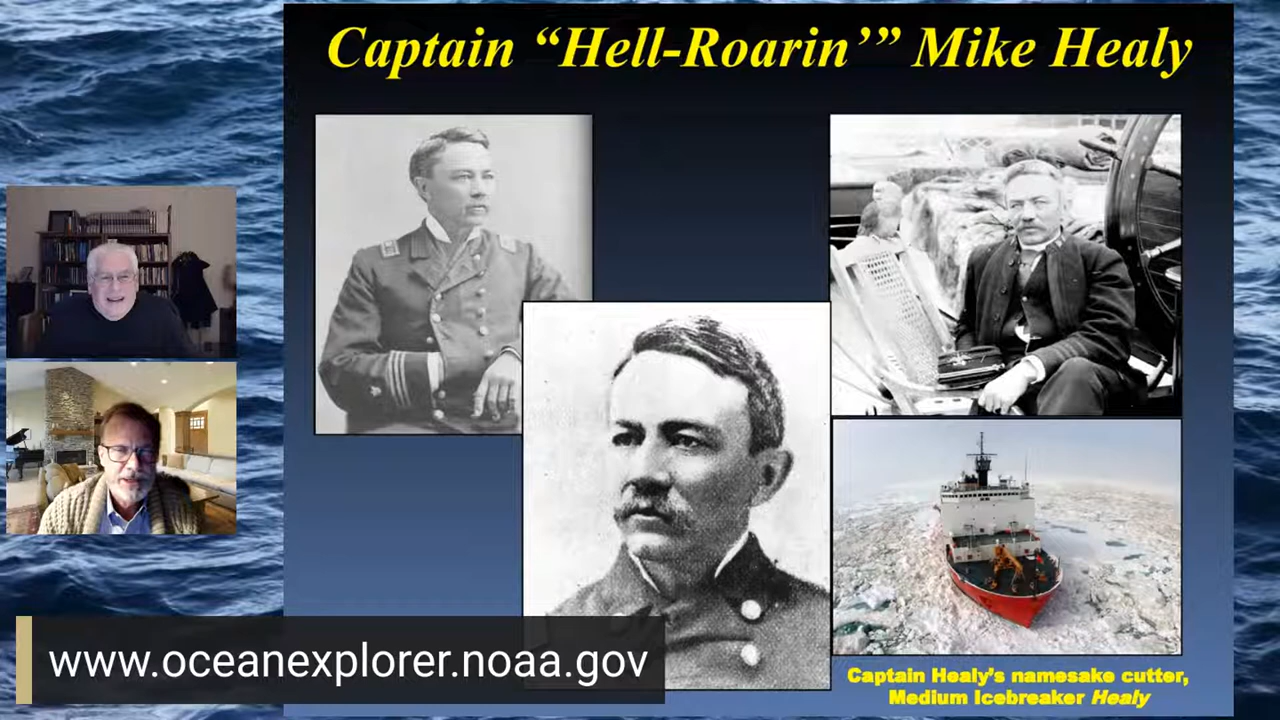 Captain “Hell-Roarin’” Mike Healy
www.oceanexplorer.noaa.gov
Captain Healy’s namesake cutter,
Medium Icebreaker Healy